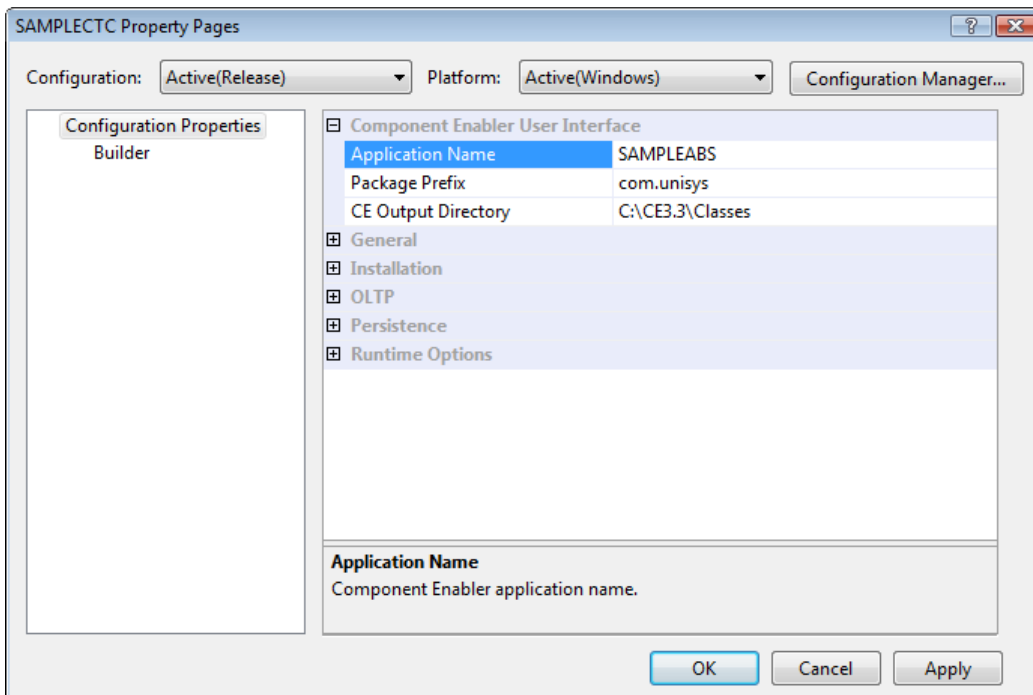 SAMPLECTC Property Pages
Configuration: Active(Release) Platform: Active(Windows) Configuration Manager...
Configuration Properties
Builder
Component Enabler User Interface
Application Name SAMPLEABS
Package Prefix com.unisys
CE Output Directory C:\CE3.3\Classes
General
Installation
OLTP
Persistence
Runtime Options
Application Name
Component Enabler application name.
OK Cancel Apply